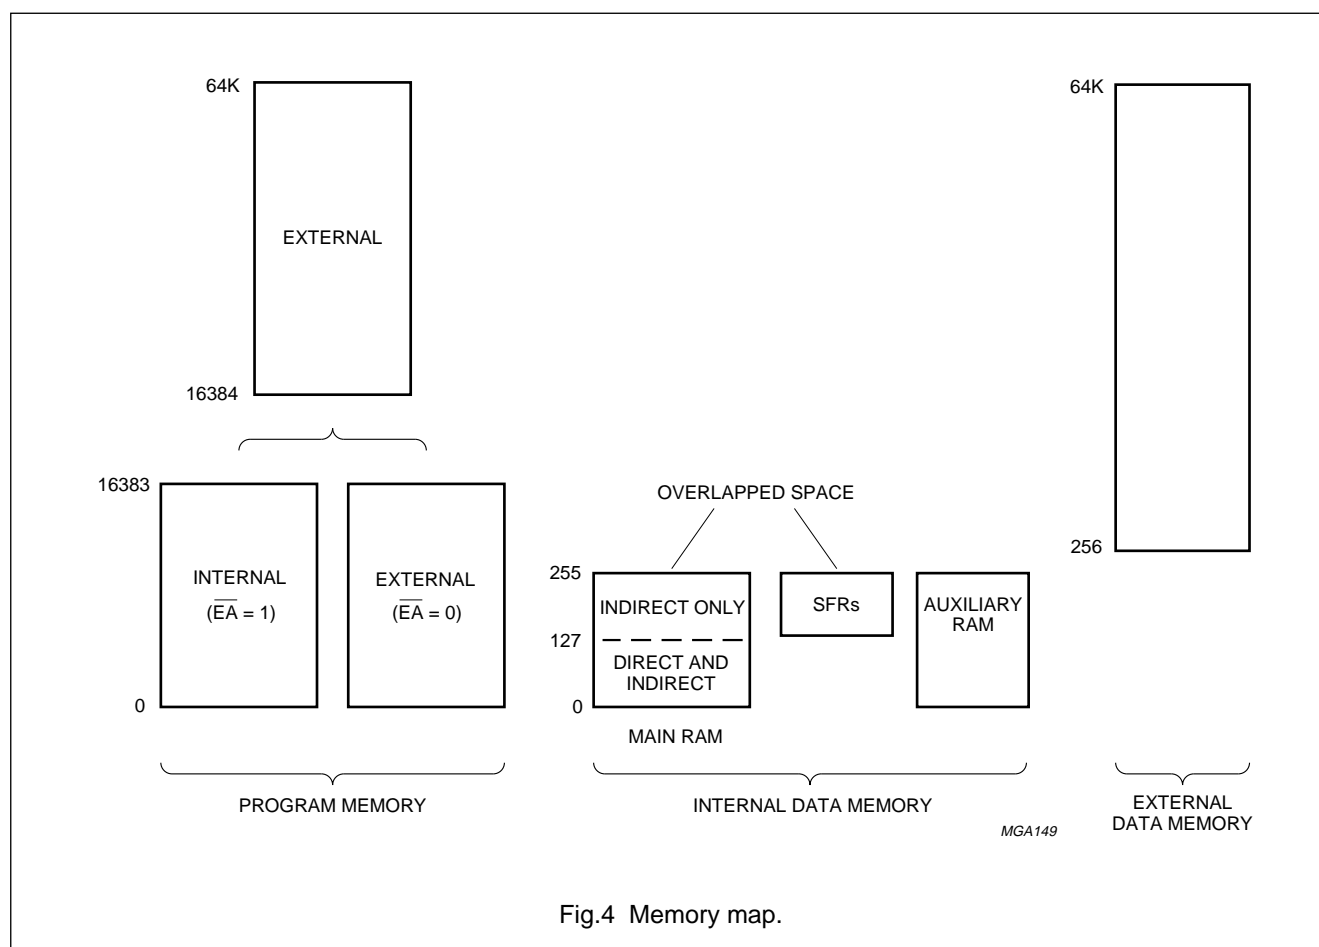 64K
EXTERNAL
16384
16383
INTERNAL
(E̅A̅ = 1)
EXTERNAL
(E̅A̅ = 0)
0
PROGRAM MEMORY
OVERLAPPED SPACE
255
INDIRECT ONLY
127
DIRECT AND
INDIRECT
0
MAIN RAM
SFRs
AUXILIARY
RAM
INTERNAL DATA MEMORY
64K
256
EXTERNAL
DATA MEMORY
MGA149
Fig.4 Memory map.